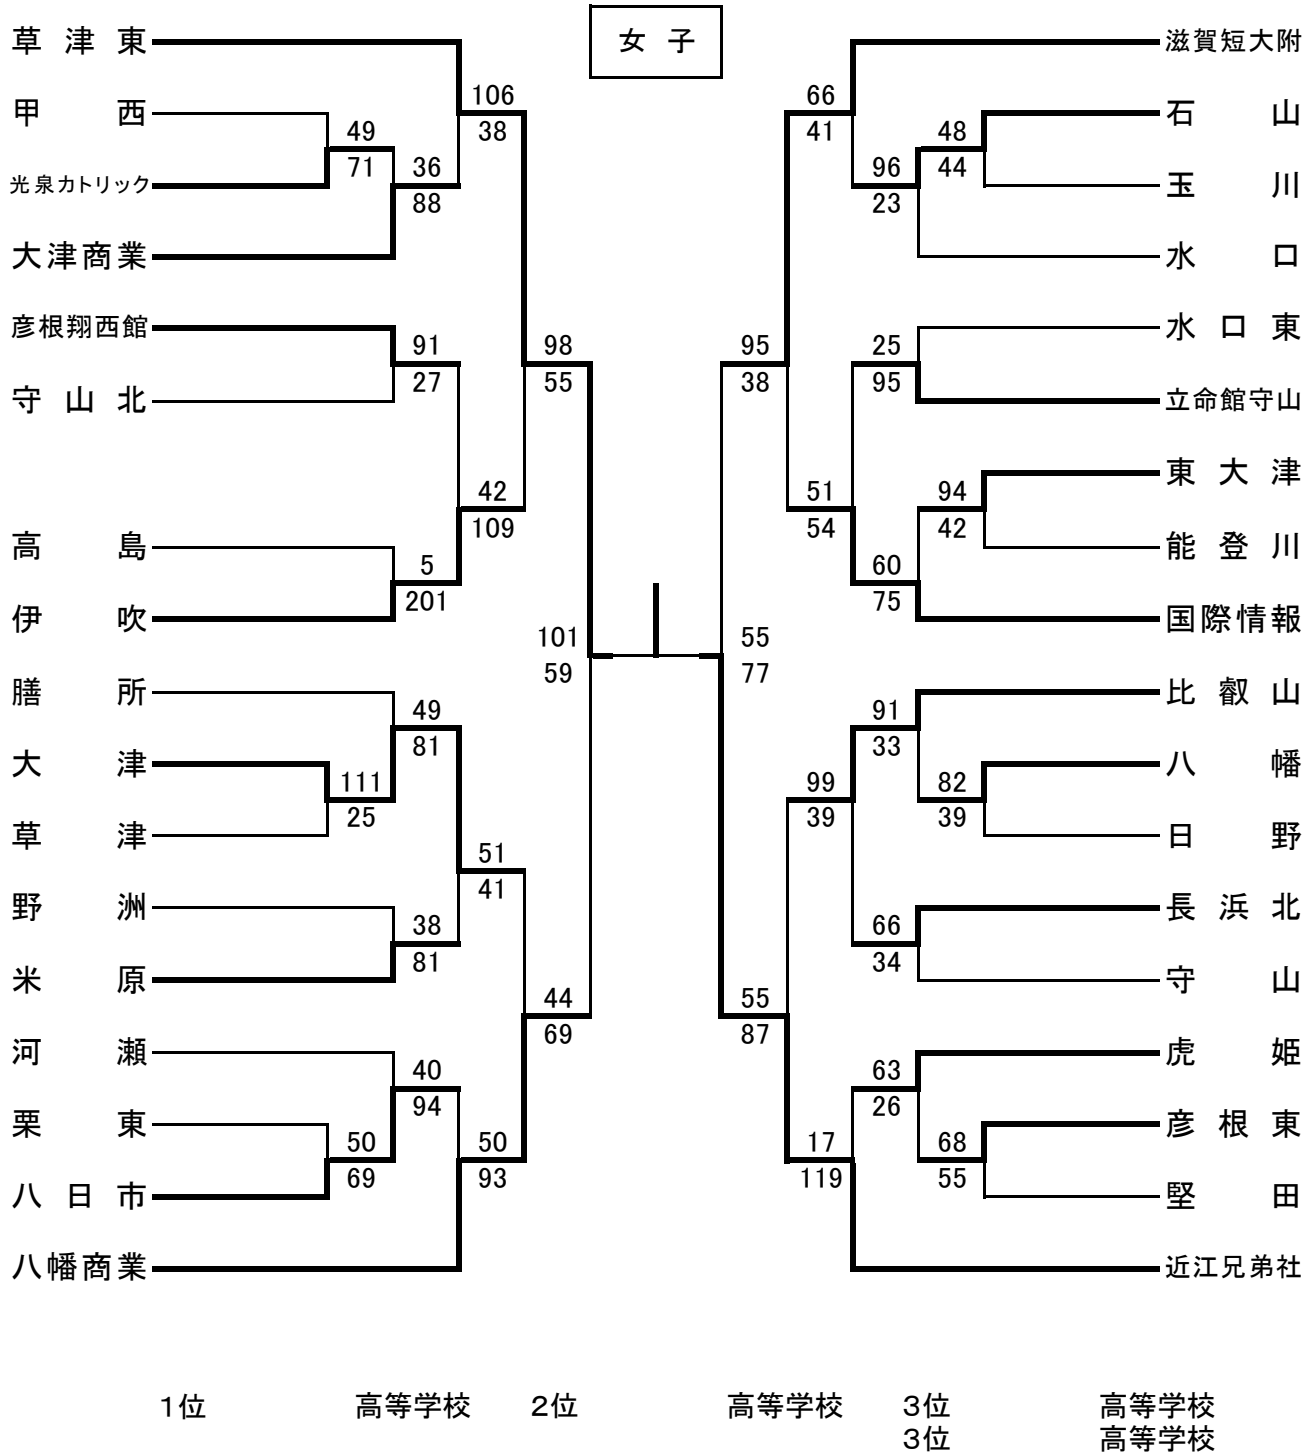 女子
草津東
106
38
甲西
49
71
光泉カトリック
36
88
大津商業
彦根翔西館
91
27
守山北
98
55
42
109
高島
5
201
伊吹
101
59
膳所
49
81
大津
111
25
草津
51
41
野洲
38
81
米原
44
69
河瀬
40
94
栗東
50
69
八日市
50
93
八幡商業
滋賀短大附
66
41
石山
48
44
玉川
96
23
水口
水口東
25
95
立命館守山
95
38
東大津
94
42
能登川
51
54
60
75
国際情報
55
77
比叡山
91
33
八幡
82
39
日野
99
39
長浜北
66
34
守山
55
87
虎姫
63
26
彦根東
68
55
堅田
17
119
近江兄弟社
1位 高等学校 2位 高等学校 3位 高等学校
3位 高等学校